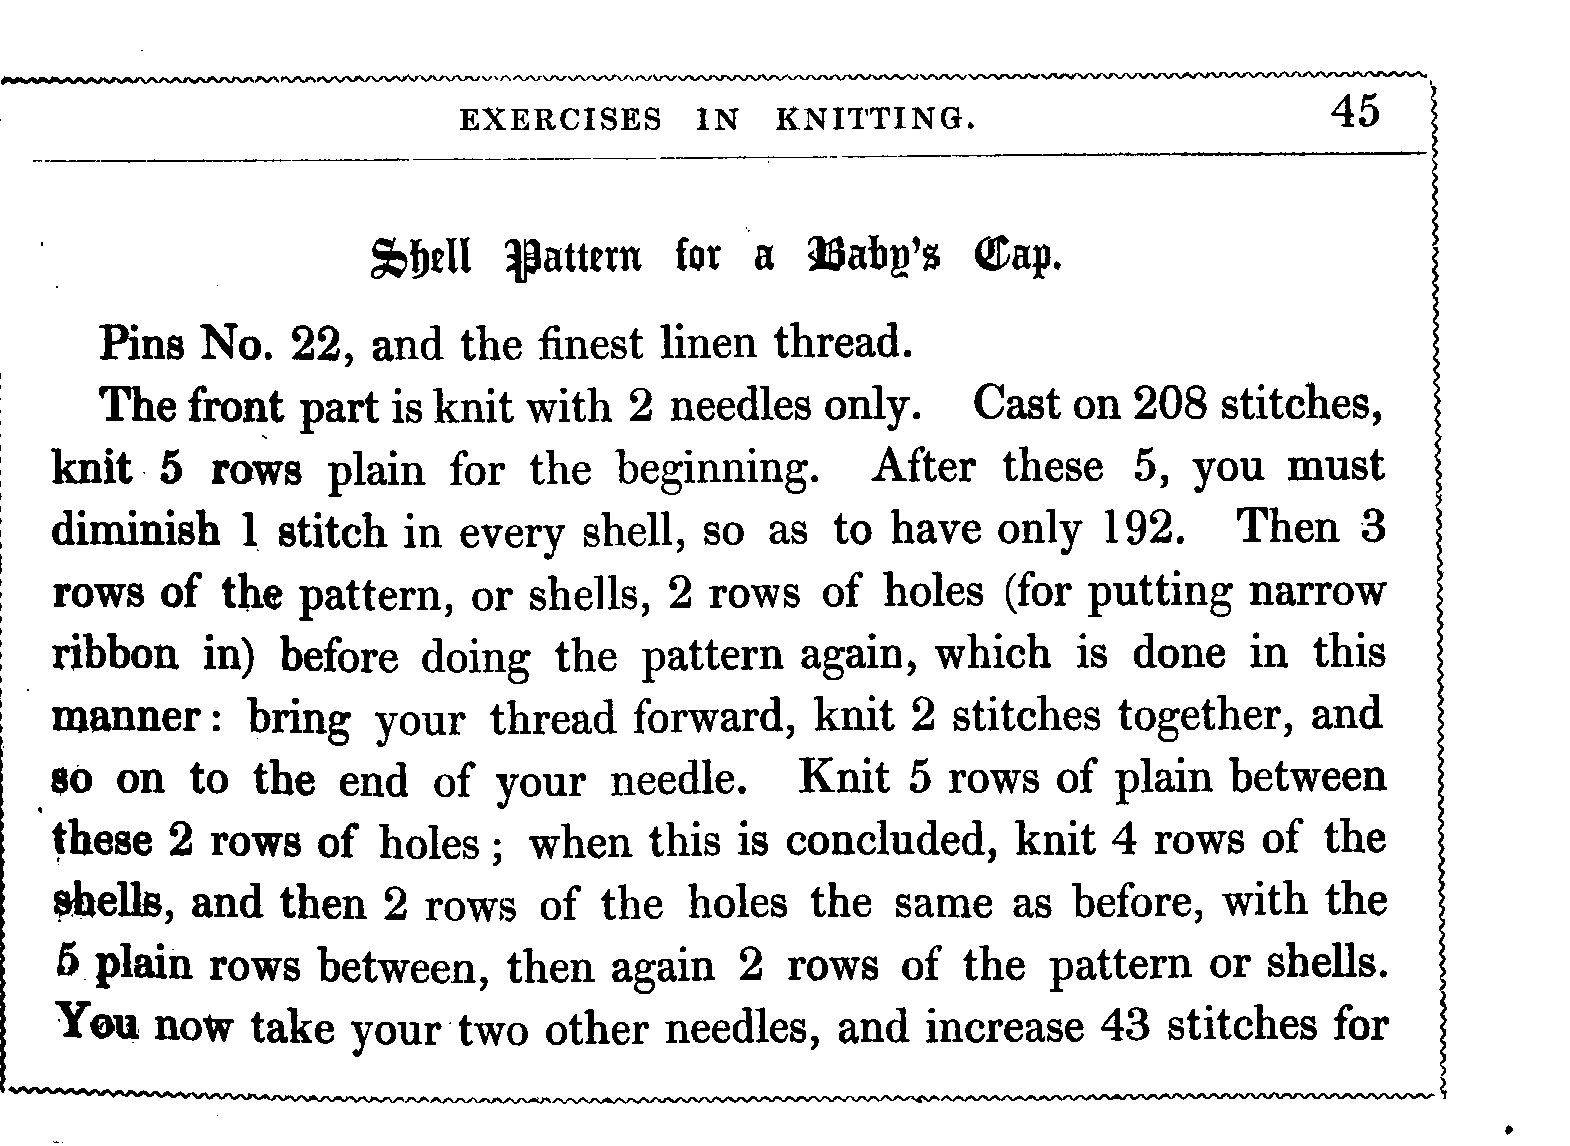 EXERCISES IN KNITTING. 45
Shell Pattern for a Baby's Cap.
Pins No. 22, and the finest linen thread.
The front part is knit with 2 needles only. Cast on 208 stitches,
knit 5 rows plain for the beginning. After these 5, you must
diminish 1 stitch in every shell, so as to have only 192. Then 3
rows of the pattern, or shells, 2 rows of holes (for putting narrow
ribbon in) before doing the pattern again, which is done in this
manner: bring your thread forward, knit 2 stitches together, and
so on to the end of your needle. Knit 5 rows of plain between
these 2 rows of holes; when this is concluded, knit 4 rows of the
shells, and then 2 rows of the holes the same as before, with the
5 plain rows between, then again 2 rows of the pattern or shells.
You now take your two other needles, and increase 43 stitches for